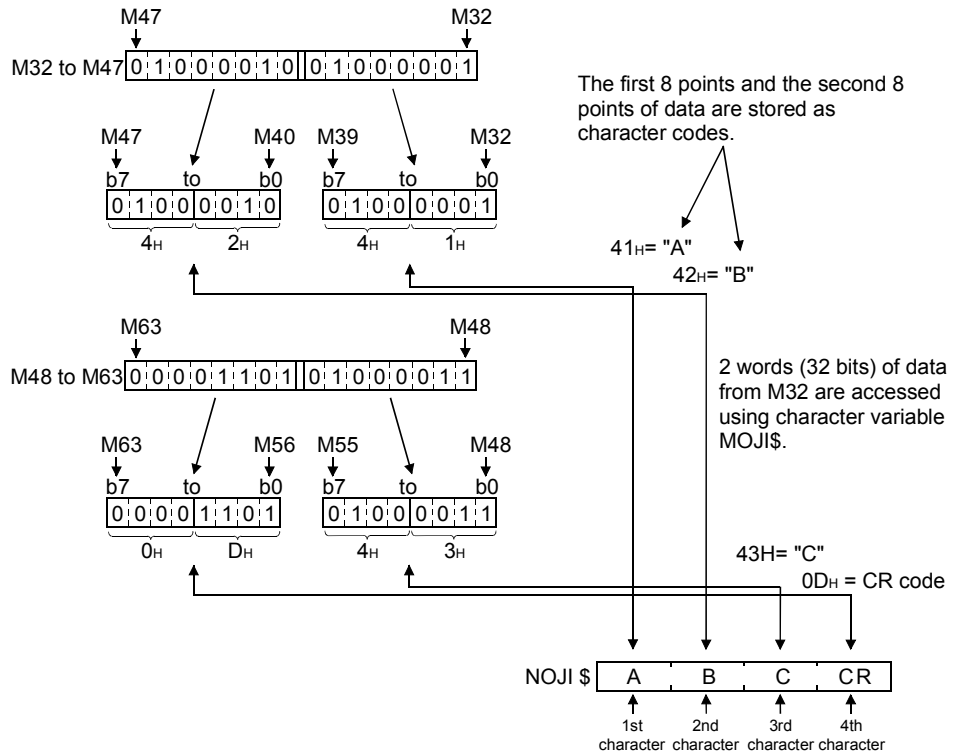 M47 M32
M32 to M47 0 1 0 0 0 0 1 0 0 1 0 0 0 0 0 1
The first 8 points and the second 8
points of data are stored as
character codes.
M47 M40 M39 M32
b7 to b0 b7 to b0
0 1 0 0 0 0 1 0 0 1 0 0 0 0 0 1
4H 2H 4H 1H
41H= "A"
42H= "B"
M63 M48
M48 to M63 0 0 0 0 1 1 0 1 0 1 0 0 0 0 1 1
2 words (32 bits) of data
from M32 are accessed
using character variable
MOJI$.
M63 M56 M55 M48
b7 to b0 b7 to b0
0 0 0 0 1 1 0 1 0 1 0 0 0 0 1 1
0H DH 4H 3H
43H= "C"
0DH = CR code
NOJI $ A B C CR
1st 2nd 3rd 4th
character character character character